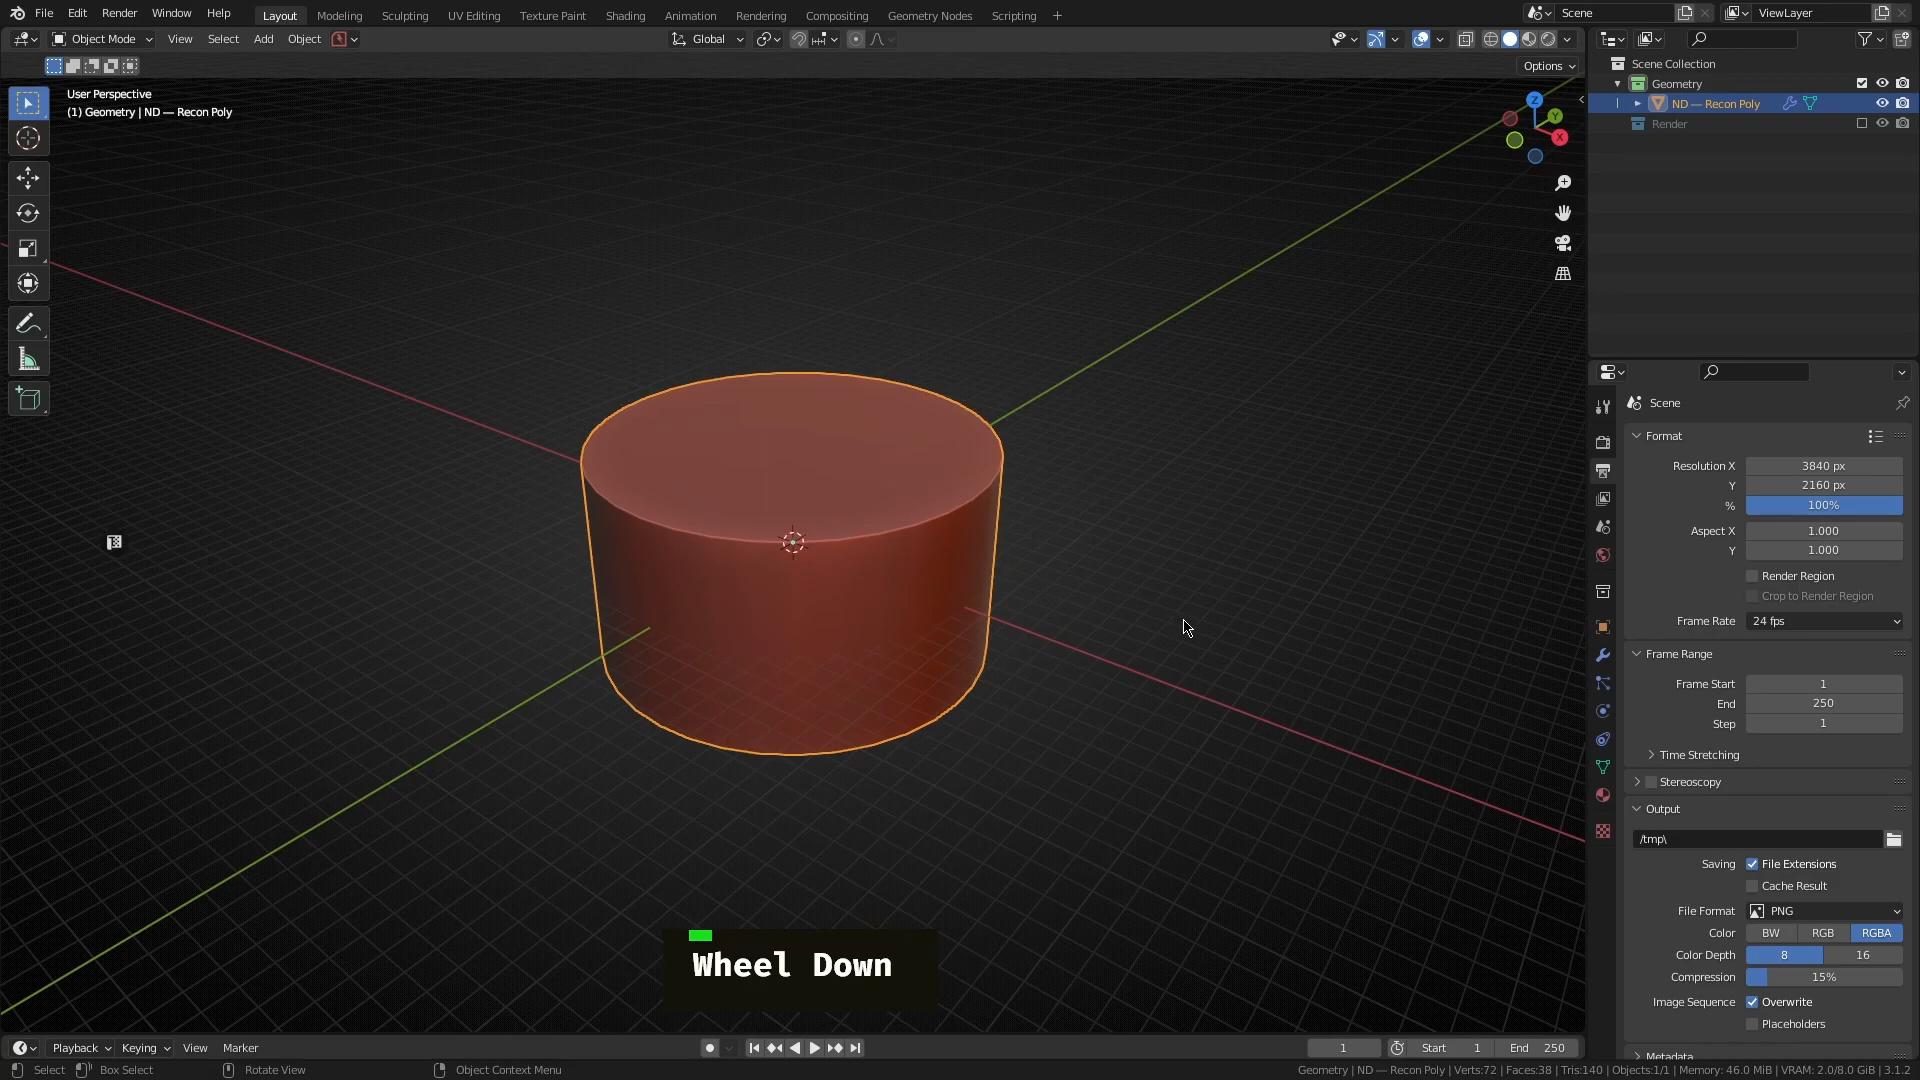 File Edit Render Window Help Layout Modeling Sculpting UV Editing Texture Paint Shading Animation Rendering Compositing Geometry Nodes Scripting + Scene ViewLayer
Object Mode View Select Add Object Global
Options
User Perspective
(1) Geometry | ND — Recon Poly
Z
Y
X
Scene Collection
Geometry
ND — Recon Poly
Render
Scene
Format
Resolution X 3840 px
Y 2160 px
% 100%
Aspect X 1.000
Y 1.000
Render Region
Crop to Render Region
Frame Rate 24 fps
Frame Range
Frame Start 1
End 250
Step 1
Time Stretching
Stereoscopy
Output
/tmp\
Saving File Extensions
Cache Result
File Format PNG
Color BW RGB RGBA
Color Depth 8 16
Compression 15%
Image Sequence Overwrite
Placeholders
Metadata
Wheel Down
Playback Keying View Marker 1 Start 1 End 250
Select Box Select Rotate View Object Context Menu Geometry | ND — Recon Poly | Verts:72 | Faces:38 | Tris:140 | Objects:1/1 | Memory: 46.0 MiB | VRAM: 2.0/8.0 GiB | 3.1.2